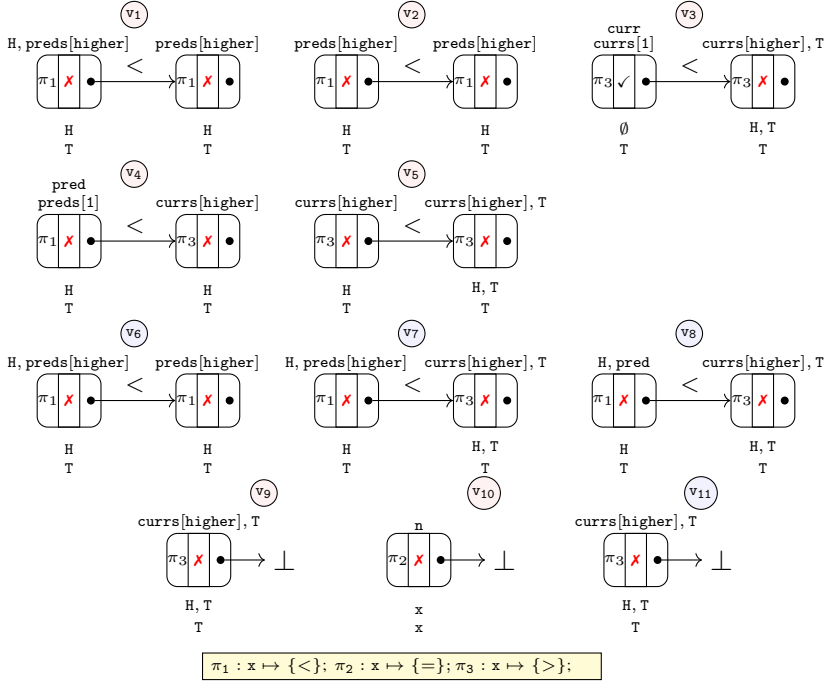 v₁ v₂ v₃
curr
H, preds[higher] preds[higher] preds[higher] preds[higher] currs[1] currs[higher], T
< < <
π₁ ✗ π₁ ✗ π₁ ✗ π₁ ✗ π₃ ✓ π₃ ✗
H H H H ∅ H, T
T T T T T T
v₄ v₅
pred
preds[1] currs[higher] currs[higher] currs[higher], T
< <
π₁ ✗ π₃ ✗ π₃ ✗ π₃ ✗
H H H H, T
T T T T
v₆ v₇ v₈
H, preds[higher] preds[higher] H, preds[higher] currs[higher], T H, pred currs[higher], T
< < <
π₁ ✗ π₁ ✗ π₁ ✗ π₃ ✗ π₁ ✗ π₃ ✗
H H H H, T H H, T
T T T T T T
v₉ v₁₀ v₁₁
currs[higher], T n currs[higher], T
π₃ ✗ ⊥ π₂ ✗ ⊥ π₃ ✗ ⊥
H, T x H, T
T x T
π₁ : x ↦ {<}; π₂ : x ↦ {=}; π₃ : x ↦ {>};